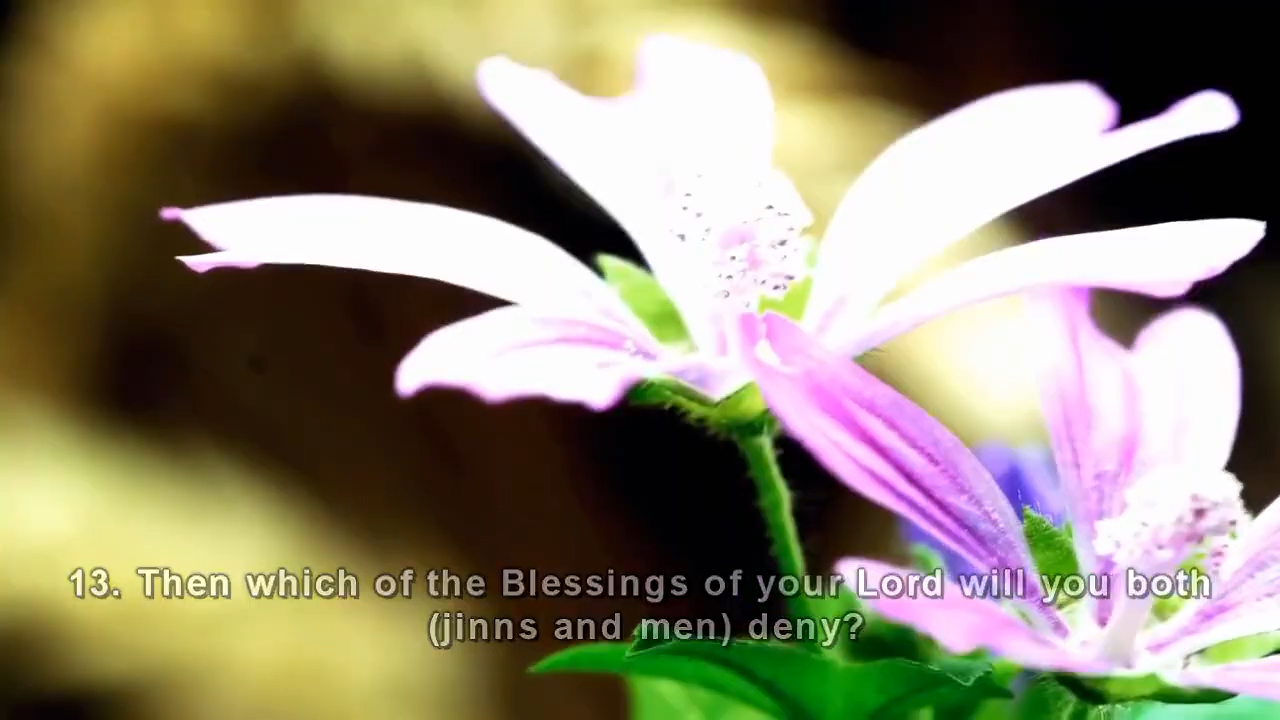 13. Then which of the Blessings of your Lord will you both
(jinns and men) deny?